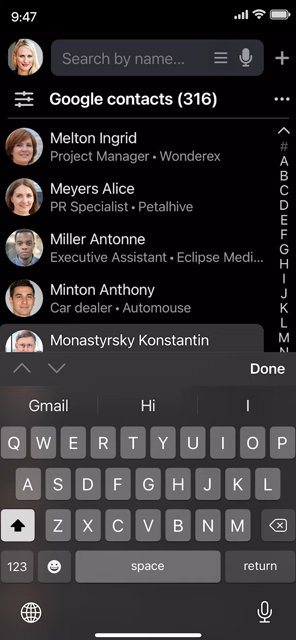 9:47
Search by name...
Google contacts (316)
Melton Ingrid
Project Manager • Wonderex
Meyers Alice
PR Specialist • Petalhive
Miller Antonne
Executive Assistant • Eclipse Medi...
Minton Anthony
Car dealer • Automouse
Monastyrsky Konstantin
#
A
B
C
D
E
F
G
H
I
J
K
L
M
N
Done
Gmail Hi I
Q W E R T Y U I O P
A S D F G H J K L
Z X C V B N M
123 space return